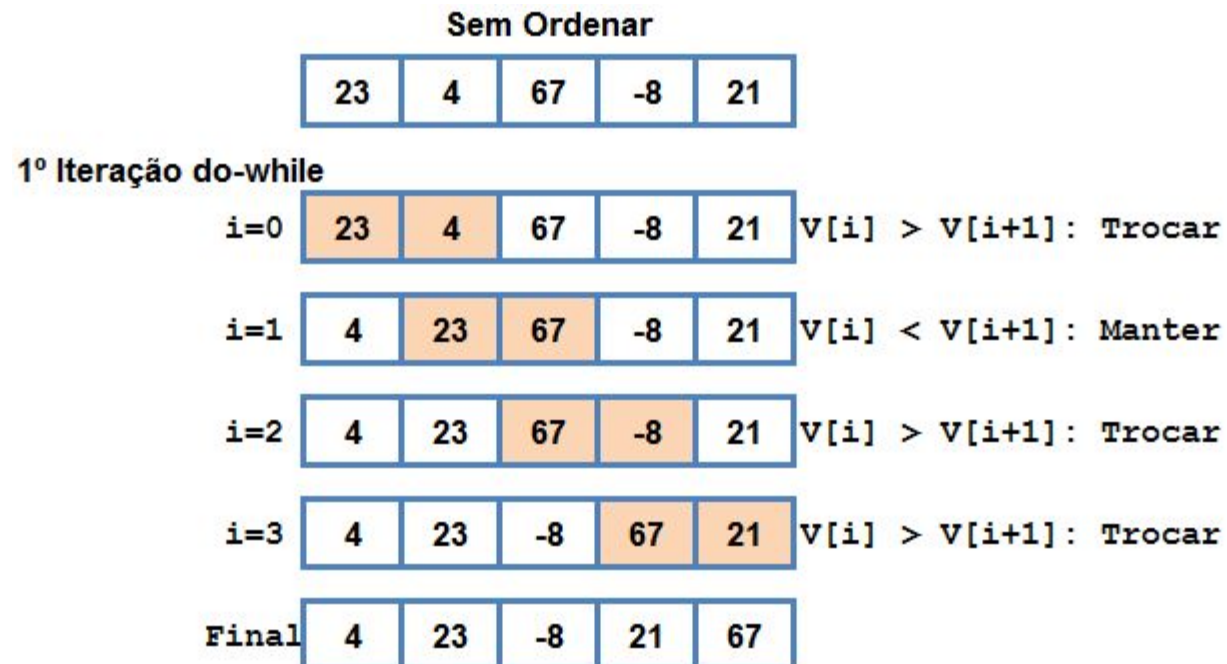 Sem Ordenar
23 4 67 -8 21
1º Iteração do-while
i=0 23 4 67 -8 21 V[i] > V[i+1]: Trocar
i=1 4 23 67 -8 21 V[i] < V[i+1]: Manter
i=2 4 23 67 -8 21 V[i] > V[i+1]: Trocar
i=3 4 23 -8 67 21 V[i] > V[i+1]: Trocar
Final 4 23 -8 21 67